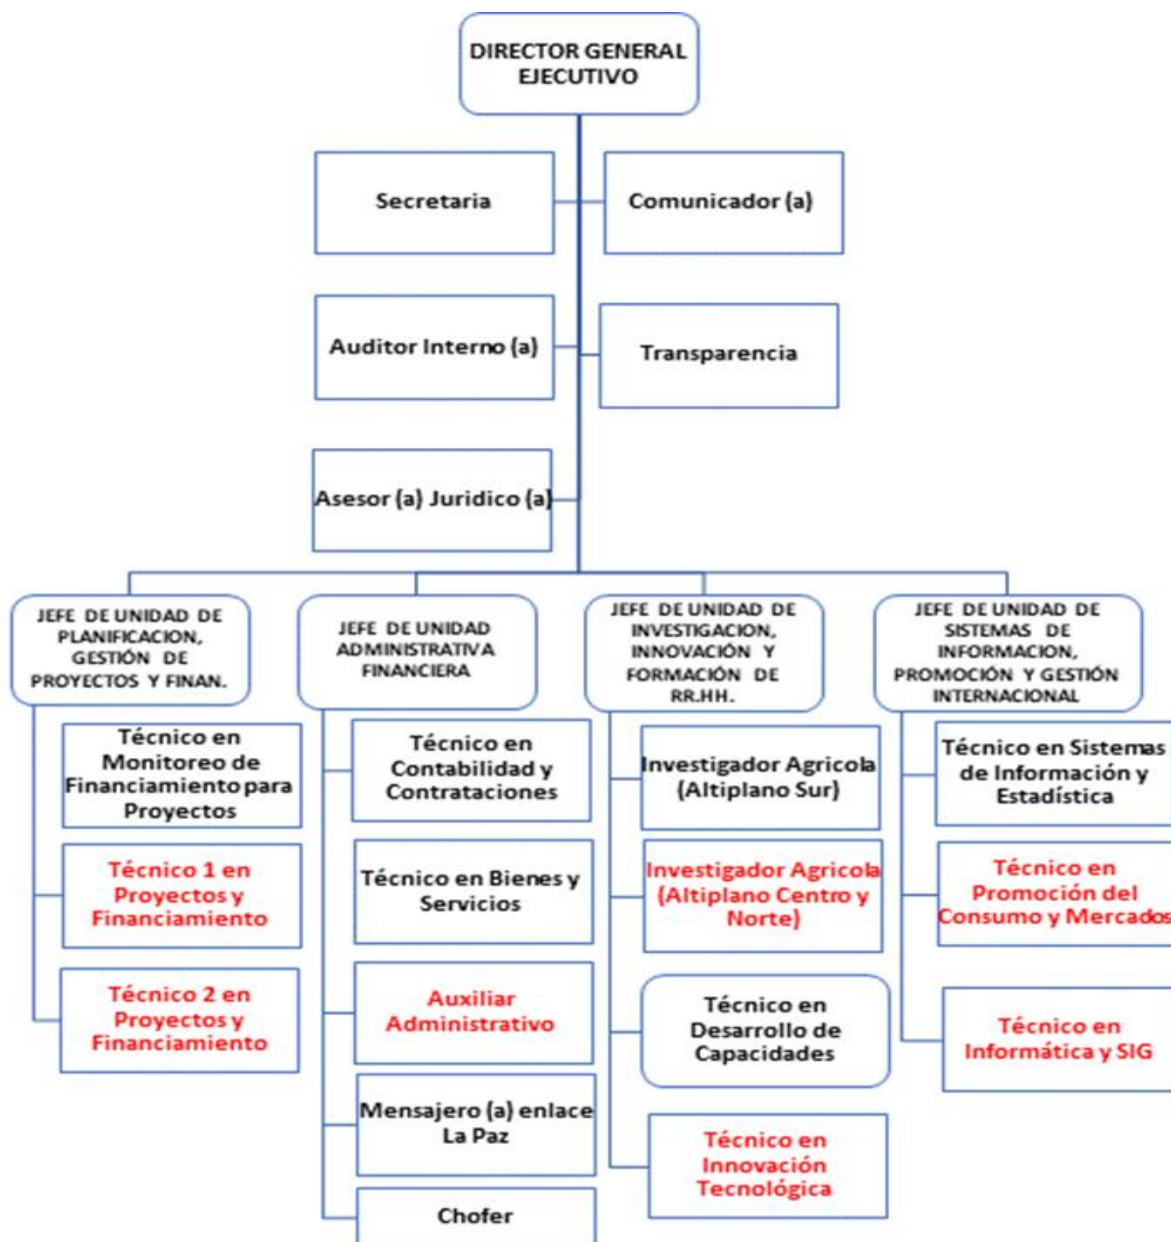 DIRECTOR GENERAL
EJECUTIVO
Secretaria
Comunicador (a)
Auditor Interno (a)
Transparencia
Asesor (a) Juridico (a)
JEFE DE UNIDAD DE
PLANIFICACION,
GESTIÓN DE
PROYECTOS Y FINAN.
JEFE DE UNIDAD
ADMINISTRATIVA
FINANCIERA
JEFE DE UNIDAD DE
INVESTIGACION,
INNOVACIÓN Y
FORMACIÓN DE
RR.HH.
JEFE DE UNIDAD DE
SISTEMAS DE
INFORMACION,
PROMOCIÓN Y GESTIÓN
INTERNACIONAL
Técnico en
Monitoreo de
Financiamiento para
Proyectos
Técnico 1 en
Proyectos y
Financiamiento
Técnico 2 en
Proyectos y
Financiamiento
Técnico en
Contabilidad y
Contrataciones
Técnico en Bienes y
Servicios
Auxiliar
Administrativo
Mensajero (a) enlace
La Paz
Chofer
Investigador Agricola
(Altiplano Sur)
Investigador Agricola
(Altiplano Centro y
Norte)
Técnico en
Desarrollo de
Capacidades
Técnico en
Innovación
Tecnológica
Técnico en Sistemas
de Información y
Estadística
Técnico en
Promoción del
Consumo y Mercados
Técnico en
Informática y SIG